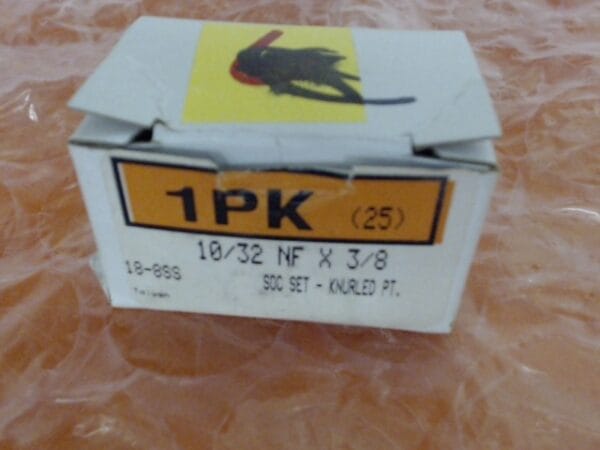 1PK (25)
10/32 NF X 3/8
18-8SS
SOC SET - KNURLED PT.
Taiwan